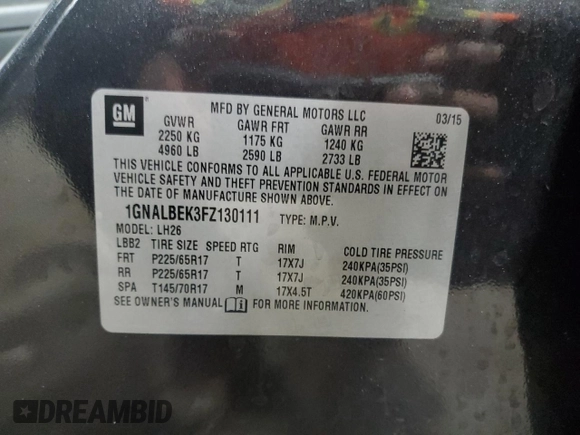 GM
MFD BY GENERAL MOTORS LLC 03/15
GVWR GAWR FRT GAWR RR
2250 KG 1175 KG 1240 KG
4960 LB 2590 LB 2733 LB
THIS VEHICLE CONFORMS TO ALL APPLICABLE U.S. FEDERAL MOTOR
VEHICLE SAFETY AND THEFT PREVENTION STANDARDS IN EFFECT ON
THE DATE OF MANUFACTURE SHOWN ABOVE.
1GNALBEK3FZ130111 TYPE: M.P.V.
MODEL: LH26
LBB2 TIRE SIZE SPEED RTG RIM COLD TIRE PRESSURE
FRT P225/65R17 T 17X7J 240KPA(35PSI)
RR P225/65R17 T 17X7J 240KPA(35PSI)
SPA T145/70R17 M 17X4.5T 420KPA(60PSI)
SEE OWNER'S MANUAL FOR MORE INFORMATION.
DREAMBID